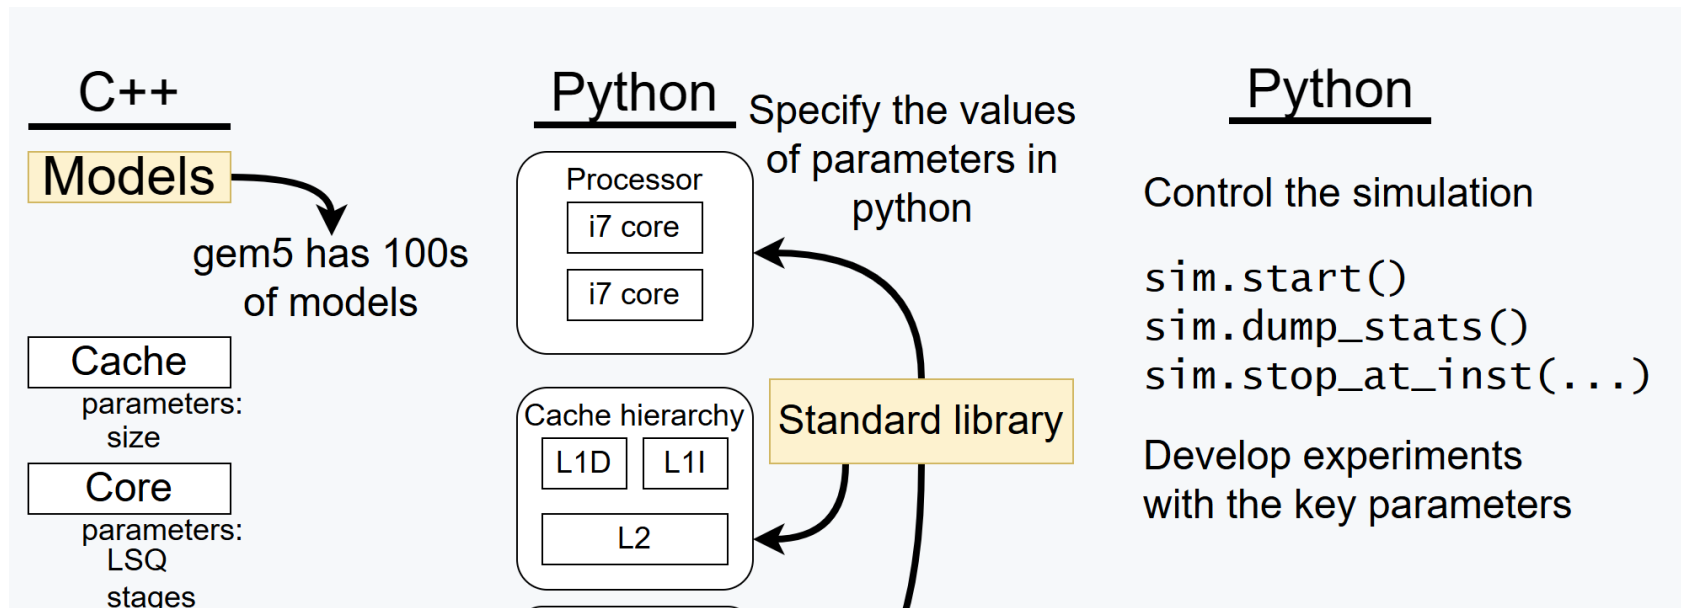 C++
Models
gem5 has 100s
of models
Cache
parameters:
size
Core
parameters:
LSQ
stages
Python
Specify the values
of parameters in
python
Processor
i7 core
i7 core
Cache hierarchy
L1D
L1I
L2
Standard library
Python
Control the simulation
sim.start()
sim.dump_stats()
sim.stop_at_inst(...)
Develop experiments
with the key parameters